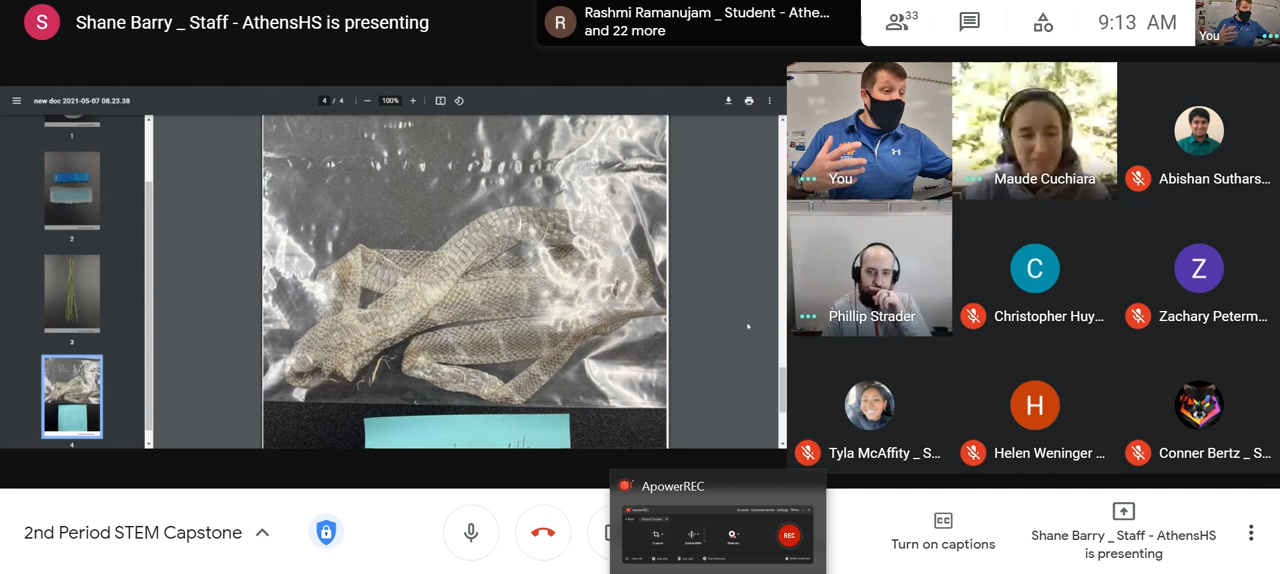 S
Shane Barry _ Staff - AthensHS is presenting
R
Rashmi Ramanujam _ Student - Athe...
and 22 more
33
9:13 AM
You
new doc 2021-05-07 08.23.38
4 / 4
100%
1
2
3
4
You
Maude Cuchiara
Abishan Suthars...
Phillip Strader
C
Christopher Huy...
Z
Zachary Peterm...
Tyla McAffity _ S...
H
Helen Weninger ...
Conner Bertz _ S...
ApowerREC
REC
2nd Period STEM Capstone
CC
Turn on captions
Shane Barry _ Staff - AthensHS
is presenting